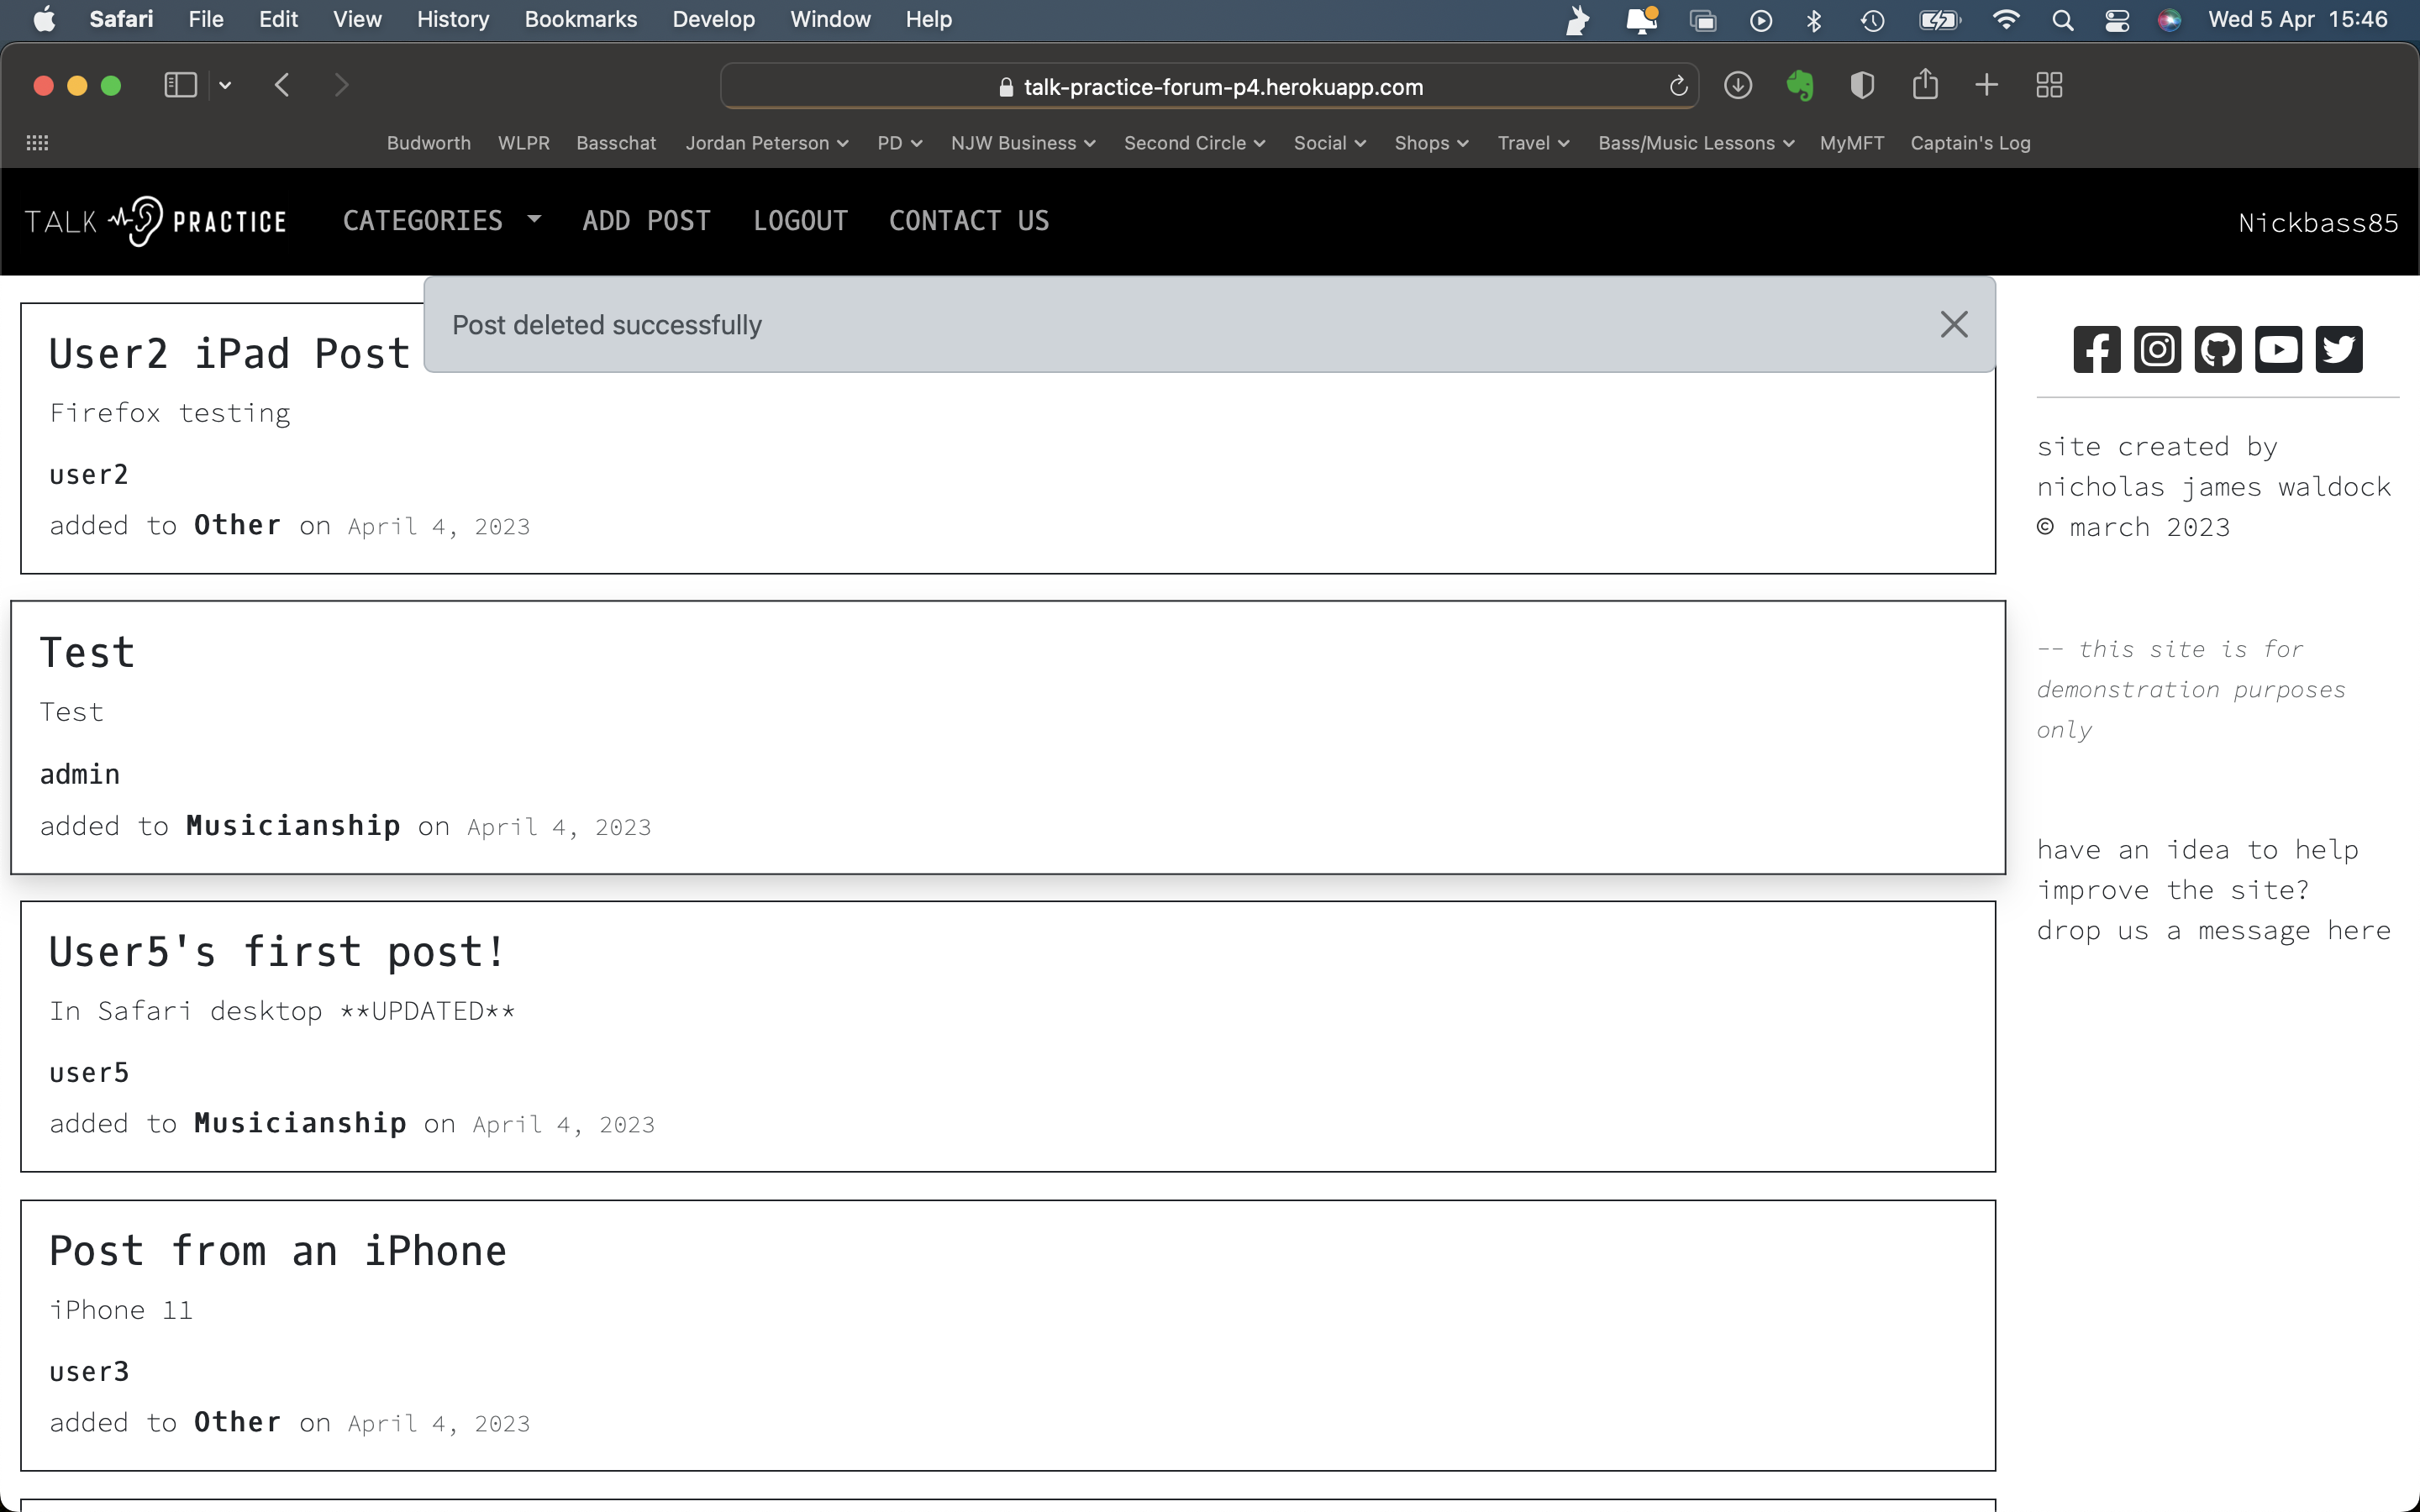 Safari File Edit View History Bookmarks Develop Window Help Wed 5 Apr 15:46
talk-practice-forum-p4.herokuapp.com
Budworth WLPR Basschat Jordan Peterson PD NJW Business Second Circle Social Shops Travel Bass/Music Lessons MyMFT Captain's Log
TALK PRACTICE CATEGORIES ADD POST LOGOUT CONTACT US Nickbass85
Post deleted successfully
User2 iPad Post
Firefox testing
user2
added to Other on April 4, 2023
Test
Test
admin
added to Musicianship on April 4, 2023
User5's first post!
In Safari desktop **UPDATED**
user5
added to Musicianship on April 4, 2023
Post from an iPhone
iPhone 11
user3
added to Other on April 4, 2023
site created by
nicholas james waldock
© march 2023
-- this site is for
demonstration purposes
only
have an idea to help
improve the site?
drop us a message here